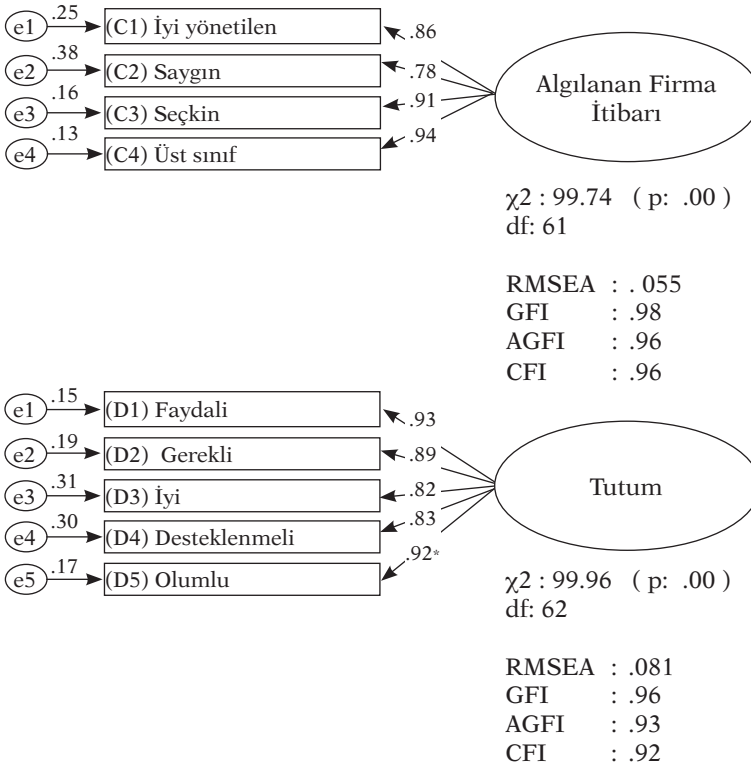 e1 .25 (C1) İyi yönetilen .86
e2 .38 (C2) Saygın .78
e3 .16 (C3) Seçkin .91
e4 .13 (C4) Üst sınıf .94
Algılanan Firma
İtibarı
χ2 : 99.74 ( p: .00 )
df: 61
RMSEA : . 055
GFI : .98
AGFI : .96
CFI : .96
e1 .15 (D1) Faydali .93
e2 .19 (D2) Gerekli .89
e3 .31 (D3) İyi .82
e4 .30 (D4) Desteklenmeli .83
e5 .17 (D5) Olumlu .92*
Tutum
χ2 : 99.96 ( p: .00 )
df: 62
RMSEA : .081
GFI : .96
AGFI : .93
CFI : .92